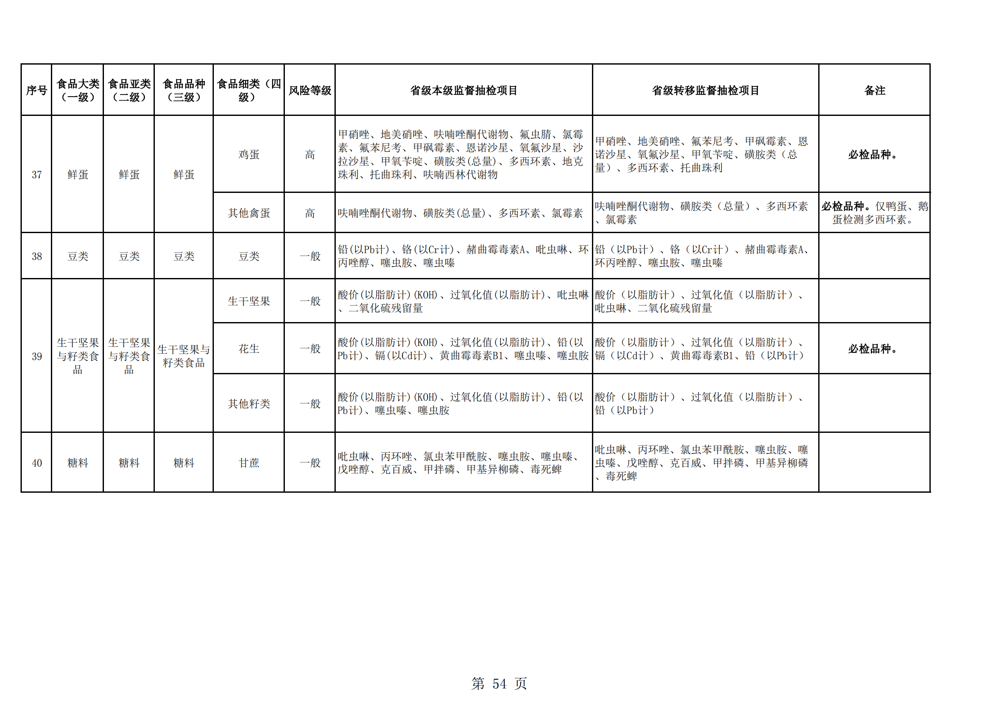 序号
食品大类
（一级）
食品亚类
（二级）
食品品种
（三级）
食品细类（四
级）
风险等级
省级本级监督抽检项目
省级转移监督抽检项目
备注
37
鲜蛋
鲜蛋
鲜蛋
鸡蛋
高
甲硝唑、地美硝唑、呋喃唑酮代谢物、氟虫腈、氯霉
素、氟苯尼考、甲砜霉素、恩诺沙星、氧氟沙星、沙
拉沙星、甲氧苄啶、磺胺类(总量)、多西环素、地克
珠利、托曲珠利、呋喃西林代谢物
甲硝唑、地美硝唑、氟苯尼考、甲砜霉素、恩
诺沙星、氧氟沙星、甲氧苄啶、磺胺类（总
量）、多西环素、托曲珠利
必检品种。
其他禽蛋
高
呋喃唑酮代谢物、磺胺类(总量)、多西环素、氯霉素
呋喃唑酮代谢物、磺胺类（总量）、多西环素
、氯霉素
必检品种。仅鸭蛋、鹅
蛋检测多西环素。
38
豆类
豆类
豆类
豆类
一般
铅(以Pb计)、铬(以Cr计)、赭曲霉毒素A、吡虫啉、环
丙唑醇、噻虫胺、噻虫嗪
铅（以Pb计）、铬（以Cr计）、赭曲霉毒素A、
环丙唑醇、噻虫胺、噻虫嗪
39
生干坚果
与籽类食
品
生干坚果
与籽类食
品
生干坚果与
籽类食品
生干坚果
一般
酸价(以脂肪计)(KOH)、过氧化值(以脂肪计)、吡虫啉
、二氧化硫残留量
酸价（以脂肪计）、过氧化值（以脂肪计）、
吡虫啉、二氧化硫残留量
花生
一般
酸价(以脂肪计)(KOH)、过氧化值(以脂肪计)、铅(以
Pb计)、镉(以Cd计)、黄曲霉毒素B1、噻虫嗪、噻虫胺
酸价（以脂肪计）、过氧化值（以脂肪计）、
镉（以Cd计）、黄曲霉毒素B1、铅（以Pb计）
必检品种。
其他籽类
一般
酸价(以脂肪计)(KOH)、过氧化值(以脂肪计)、铅(以
Pb计)、噻虫嗪、噻虫胺
酸价（以脂肪计）、过氧化值（以脂肪计）、
铅（以Pb计）
40
糖料
糖料
糖料
甘蔗
一般
吡虫啉、丙环唑、氯虫苯甲酰胺、噻虫胺、噻虫嗪、
戊唑醇、克百威、甲拌磷、甲基异柳磷、毒死蜱
吡虫啉、丙环唑、氯虫苯甲酰胺、噻虫胺、噻
虫嗪、戊唑醇、克百威、甲拌磷、甲基异柳磷
、毒死蜱
第 54 页